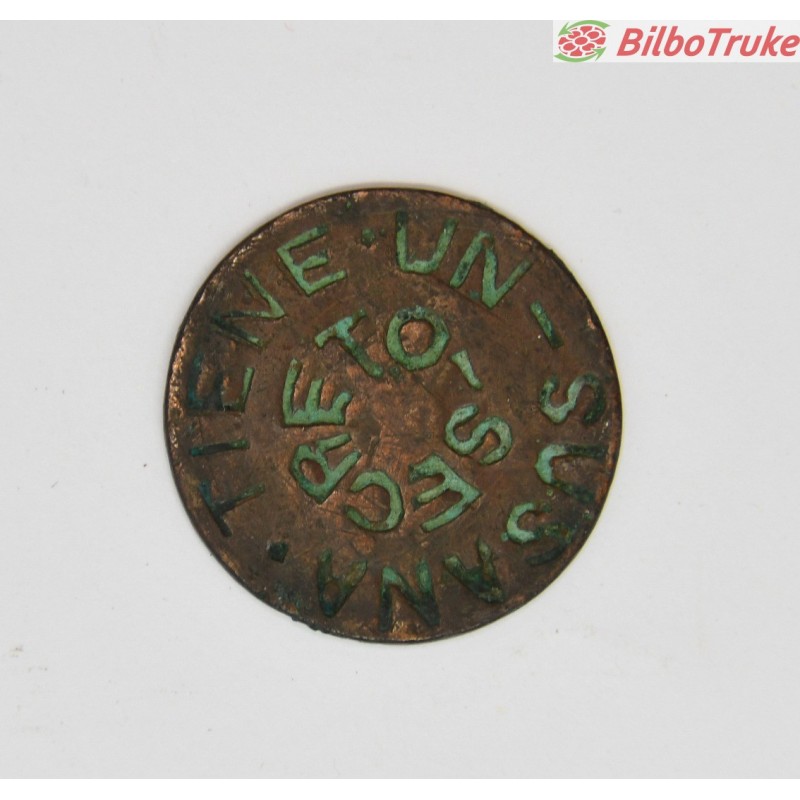 BilboTruke
SUSANA · TIENE · UN -
SECRETO -